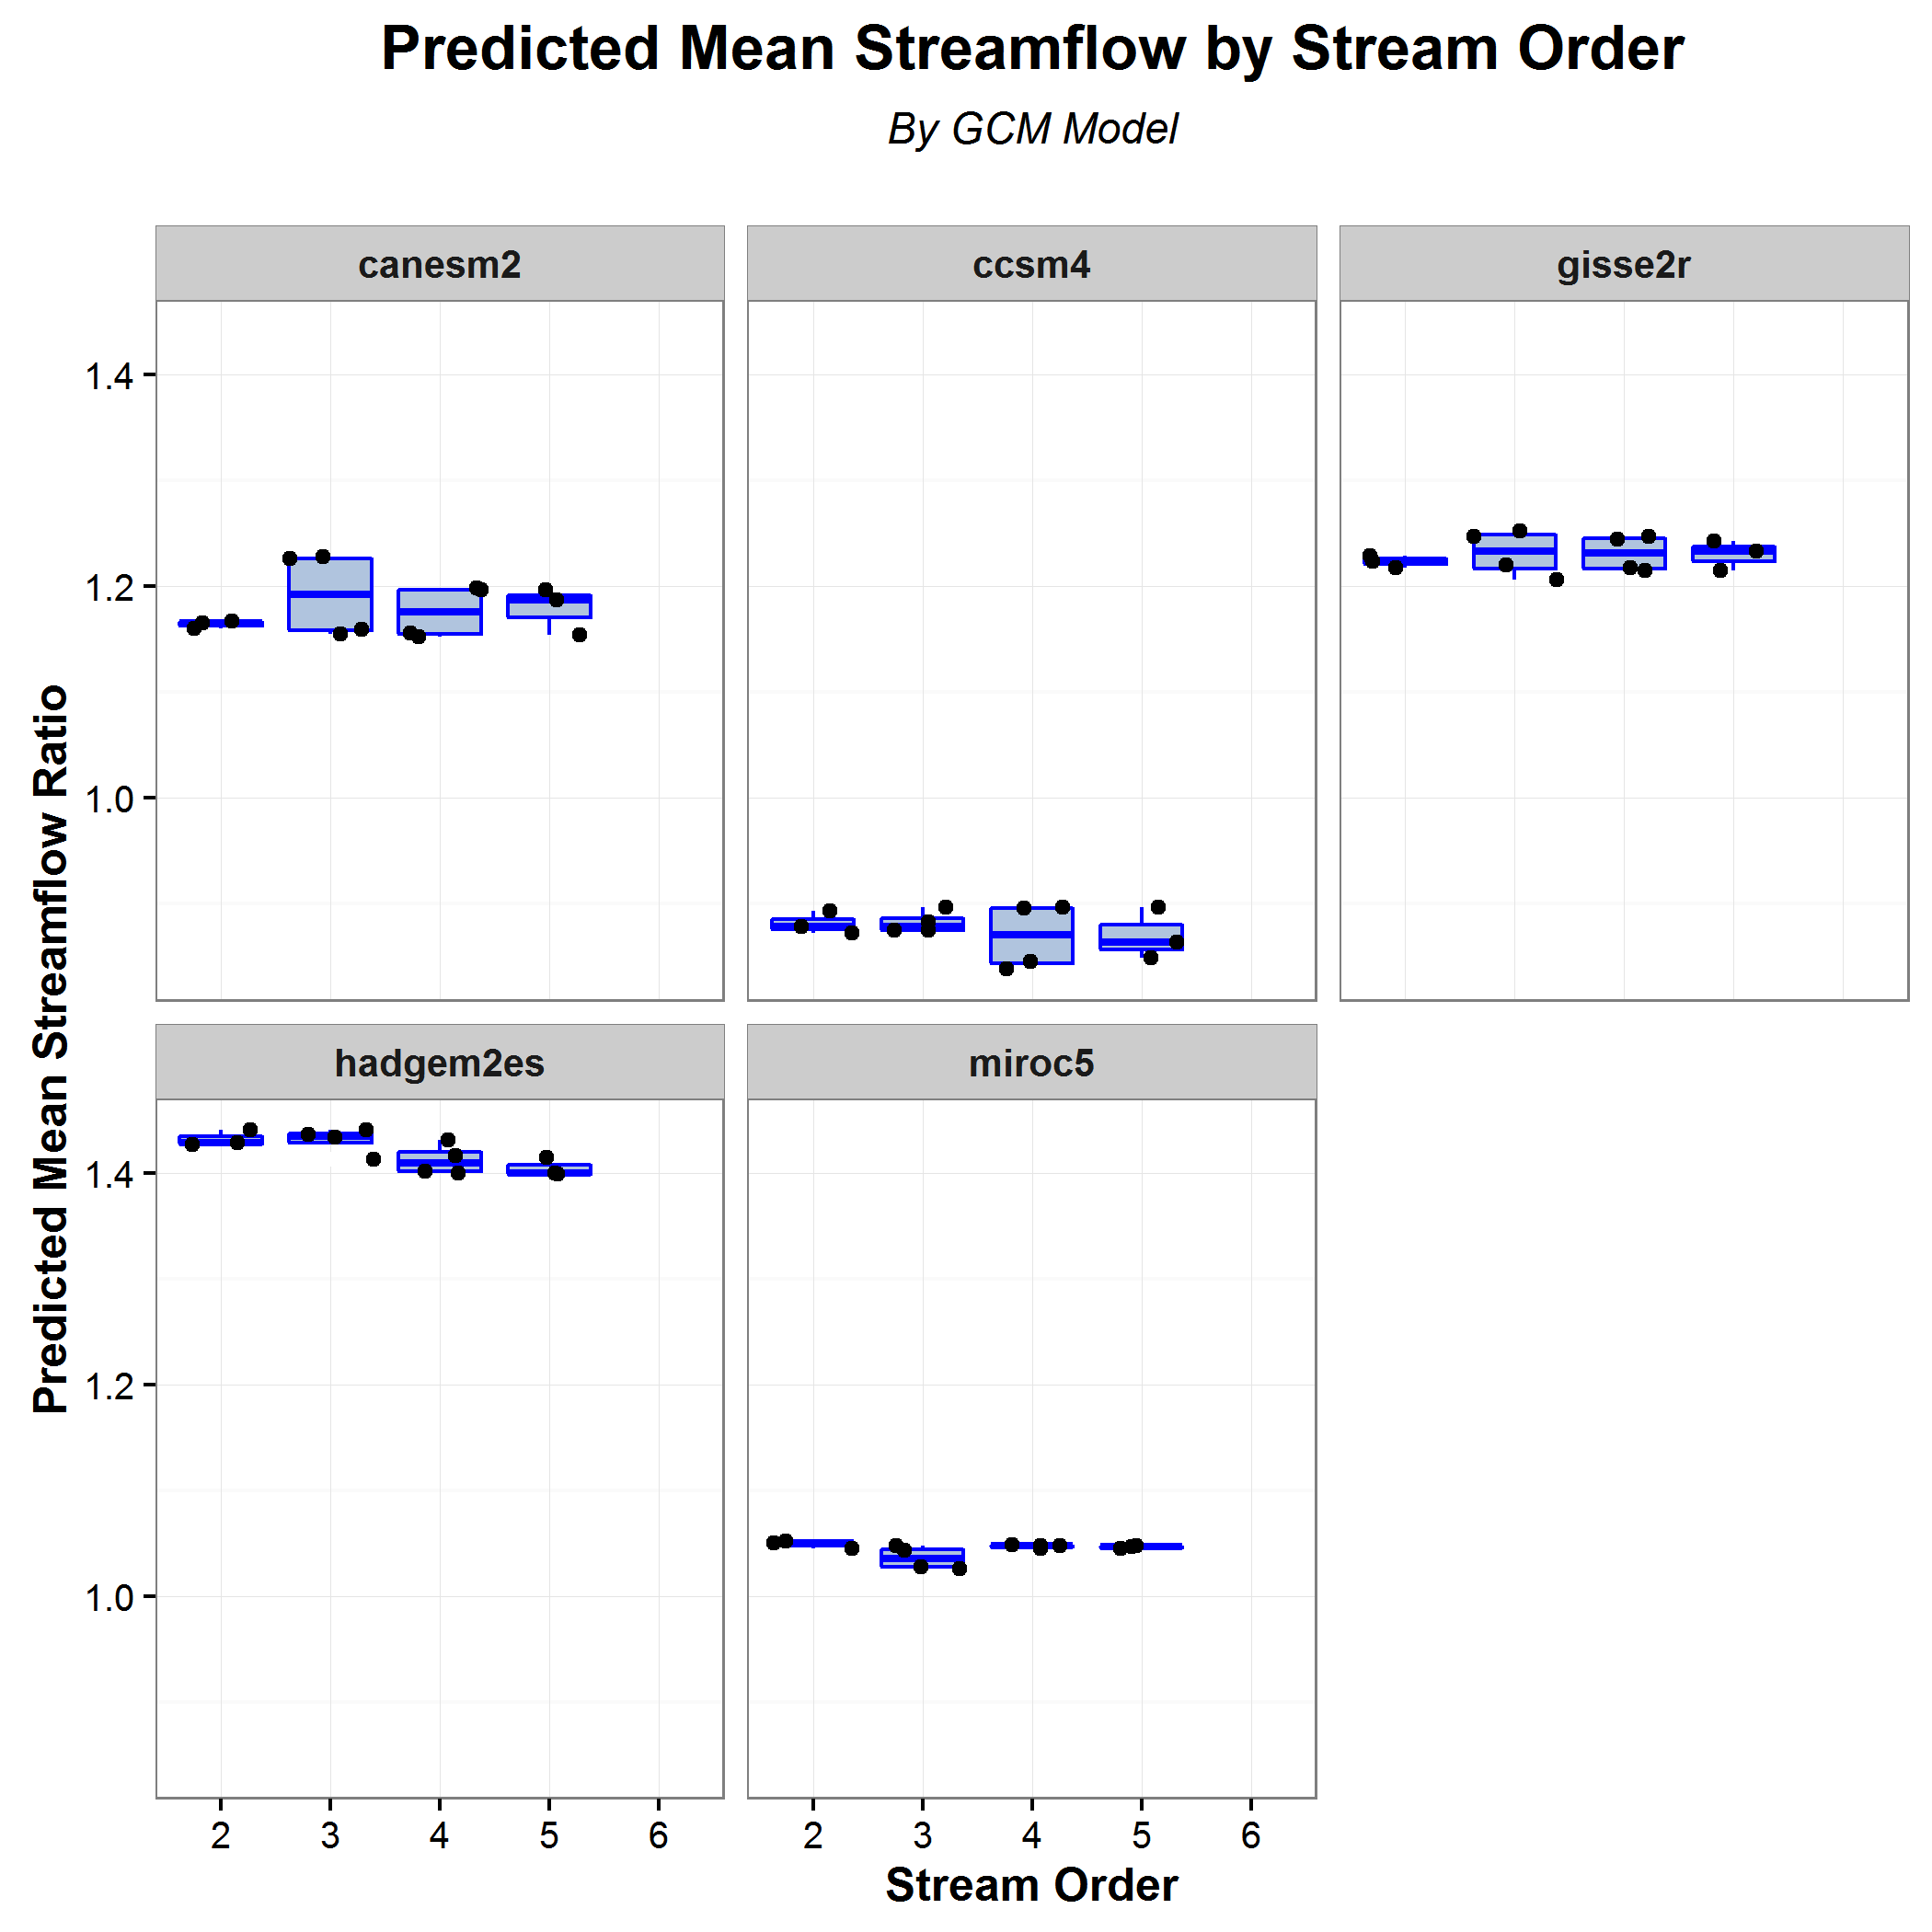 Predicted Mean Streamflow by Stream Order
By GCM Model
canesm2
ccsm4
gisse2r
1.4
1.2
1.0
Predicted Mean Streamflow Ratio
hadgem2es
miroc5
1.4
1.2
1.0
2 3 4 5 6
2 3 4 5 6
Stream Order